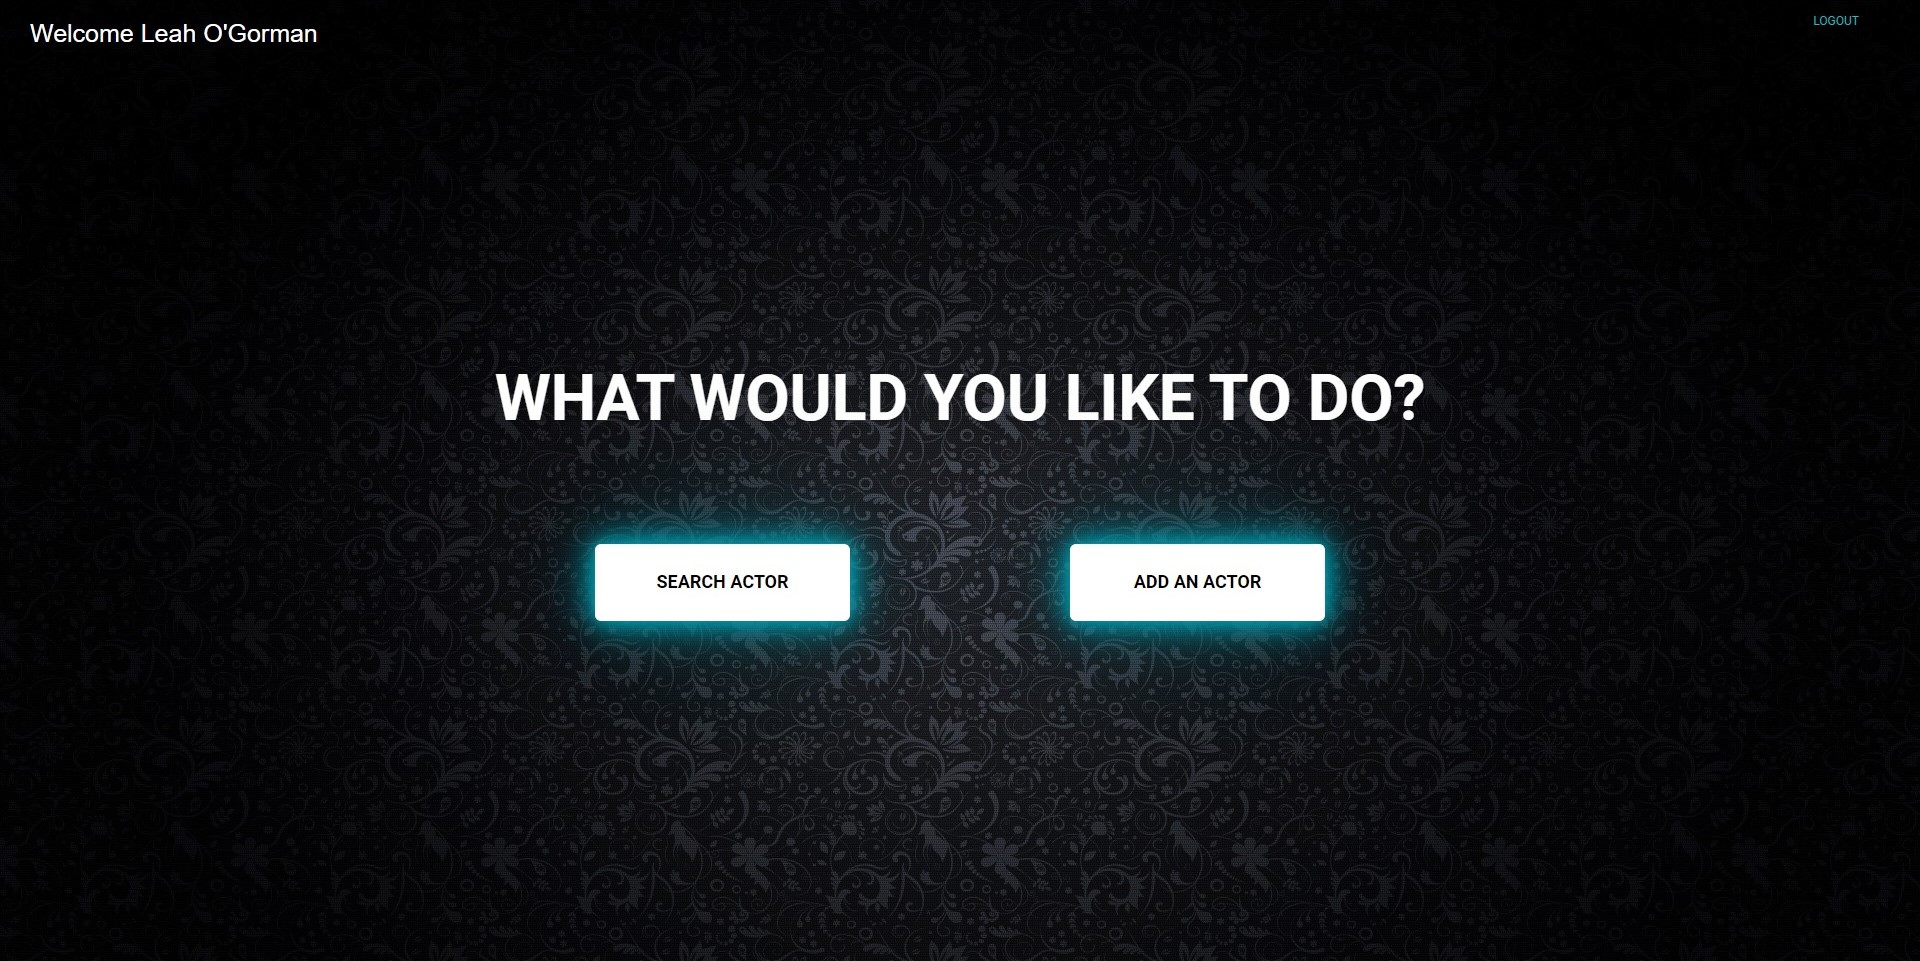 Welcome Leah O'Gorman
LOGOUT
WHAT WOULD YOU LIKE TO DO?
SEARCH ACTOR
ADD AN ACTOR